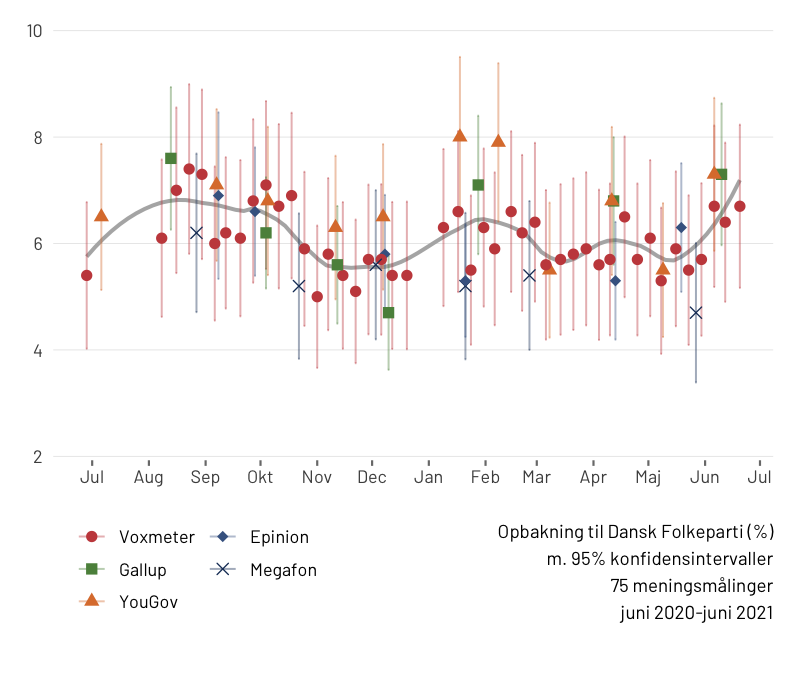 10
8
6
4
2
Jul Aug Sep Okt Nov Dec Jan Feb Mar Apr Maj Jun Jul
Voxmeter Epinion
Gallup Megafon
YouGov
Opbakning til Dansk Folkeparti (%)
m. 95% konfidensintervaller
75 meningsmålinger
juni 2020-juni 2021